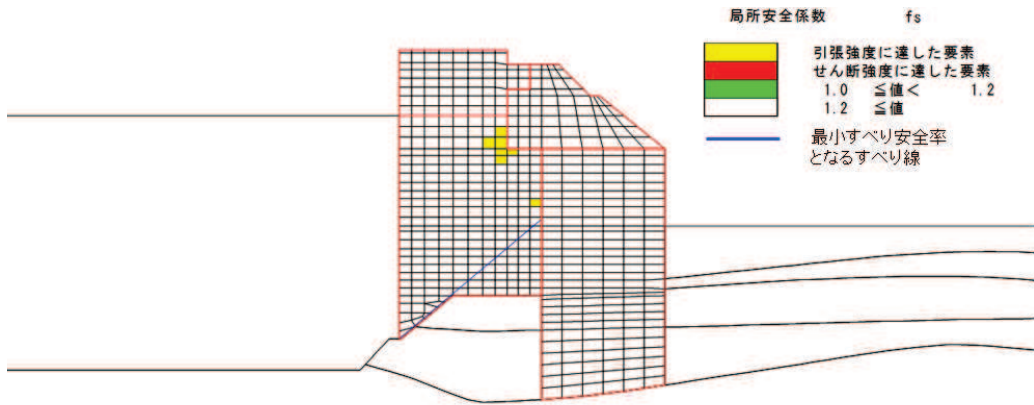 局所安全係数 fs
引張強度に達した要素
せん断強度に達した要素
1.0 ≦値< 1.2
1.2 ≦値
最小すべり安全率
となるすべり線